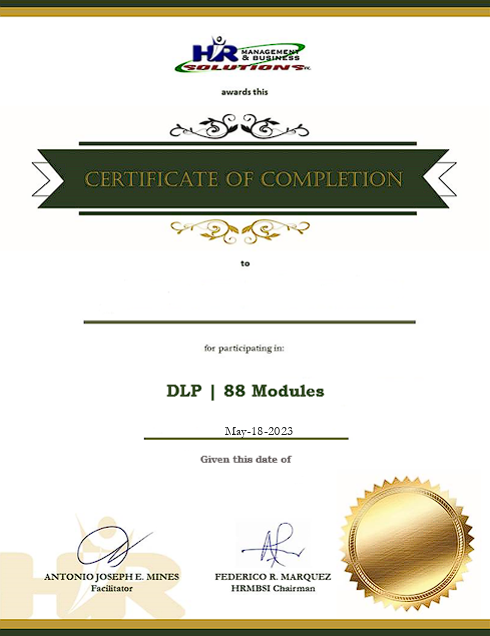 HR MANAGEMENT
& BUSINESS
SOLUTIONS
awards this
CERTIFICATE OF COMPLETION
to
for participating in:
DLP | 88 Modules
May-18-2023
Given this date of
HR
ANTONIO JOSEPH E. MINES
Facilitator
FEDERICO R. MARQUEZ
HRMBSI Chairman